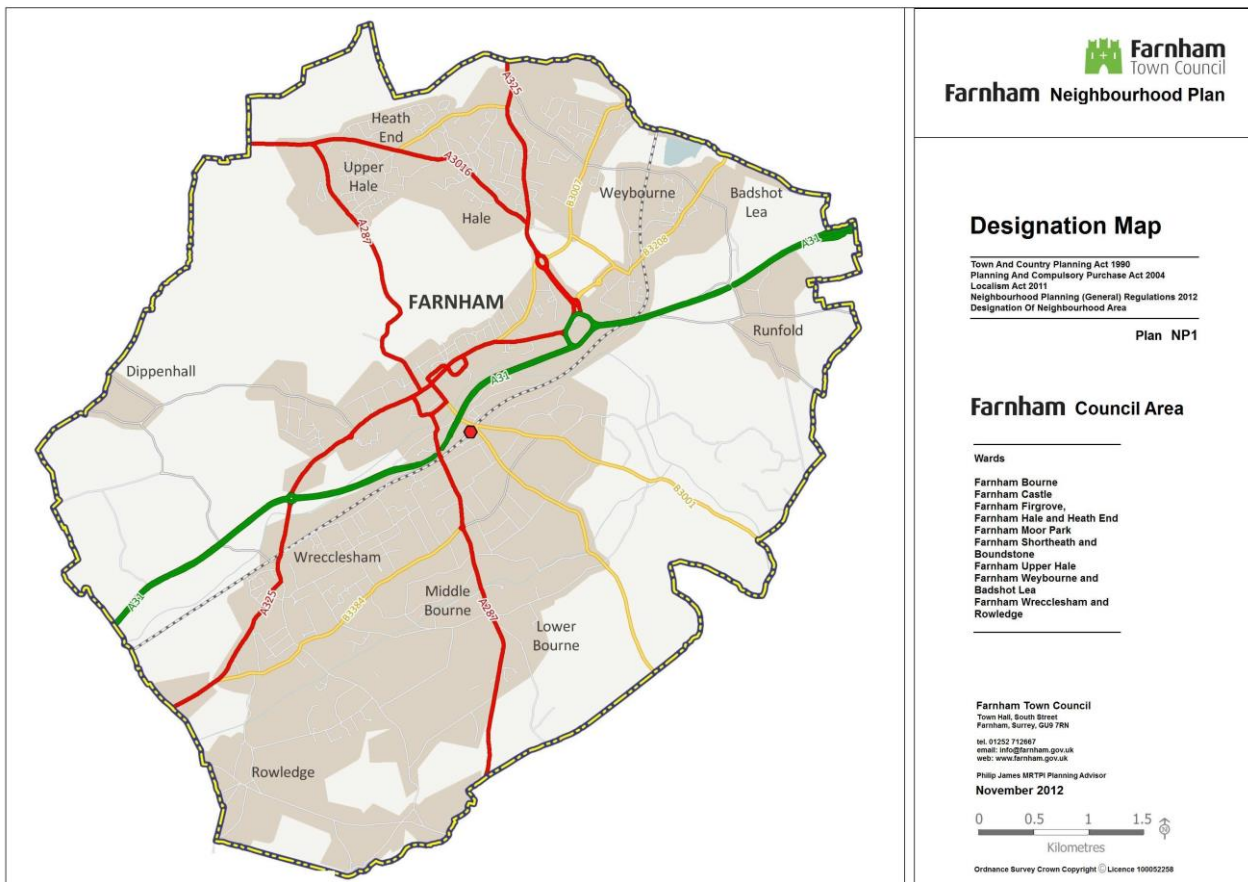 A325
Heath
End
A3016
Upper
Hale
B3007
Weybourne
Badshot
Lea
Hale
A287
B3208
A31
FARNHAM
Runfold
Dippenhall
A31
B3001
Wrecclesham
A31
A325
B3384
Middle
Bourne
A287
Lower
Bourne
Rowledge
Farnham
Town Council
Farnham Neighbourhood Plan
Designation Map
Town And Country Planning Act 1990
Planning And Compulsory Purchase Act 2004
Localism Act 2011
Neighbourhood Planning (General) Regulations 2012
Designation Of Neighbourhood Area
Plan NP1
Farnham Council Area
Wards
Farnham Bourne
Farnham Castle
Farnham Firgrove,
Farnham Hale and Heath End
Farnham Moor Park
Farnham Shortheath and
Boundstone
Farnham Upper Hale
Farnham Weybourne and
Badshot Lea
Farnham Wrecclesham and
Rowledge
Farnham Town Council
Town Hall, South Street
Farnham, Surrey, GU9 7RN
tel. 01252 712667
email: info@farnham.gov.uk
web: www.farnham.gov.uk
Philip James MRTPI Planning Advisor
November 2012
0 0.5 1 1.5
Kilometres
Ordnance Survey Crown Copyright © Licence 100052258